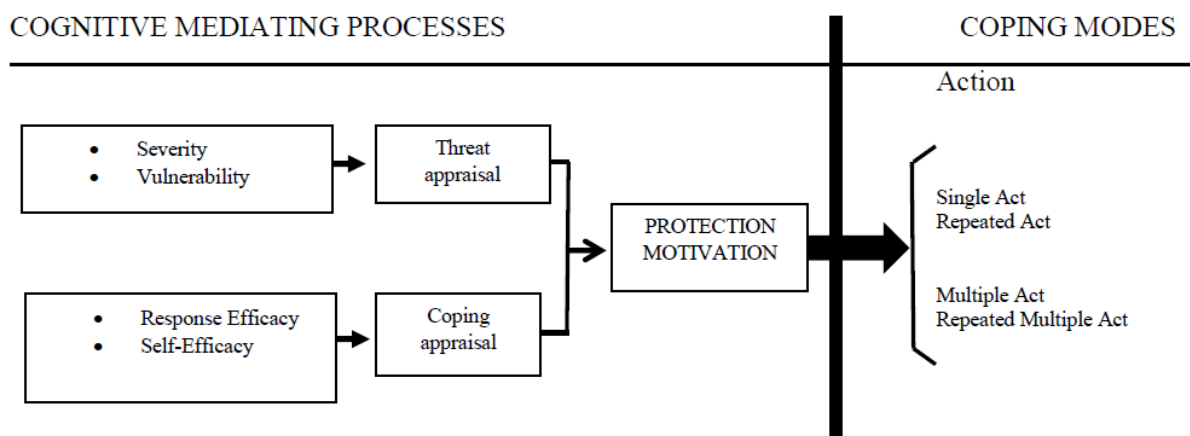 COGNITIVE MEDIATING PROCESSES
COPING MODES
Action
• Severity
• Vulnerability
Threat
appraisal
PROTECTION
MOTIVATION
Single Act
Repeated Act
• Response Efficacy
• Self-Efficacy
Coping
appraisal
Multiple Act
Repeated Multiple Act